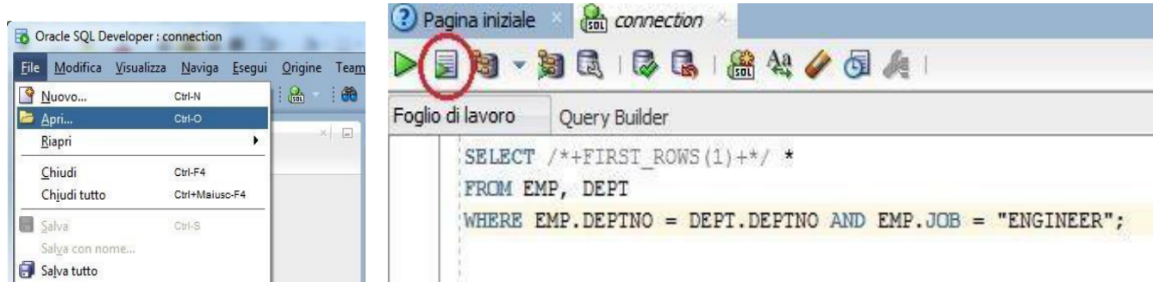 Oracle SQL Developer : connection
File Modifica Visualizza Naviga Esegui Origine Team
Nuovo... Ctrl-N
Apri... Ctrl-O
Riapri
Chiudi Ctrl-F4
Chiudi tutto Ctrl+Maiusc-F4
Salva Ctrl-S
Salva con nome...
Salva tutto
Pagina iniziale connection
SQL
Foglio di lavoro Query Builder
SELECT /*+FIRST_ROWS(1)+*/ *
FROM EMP, DEPT
WHERE EMP.DEPTNO = DEPT.DEPTNO AND EMP.JOB = "ENGINEER";